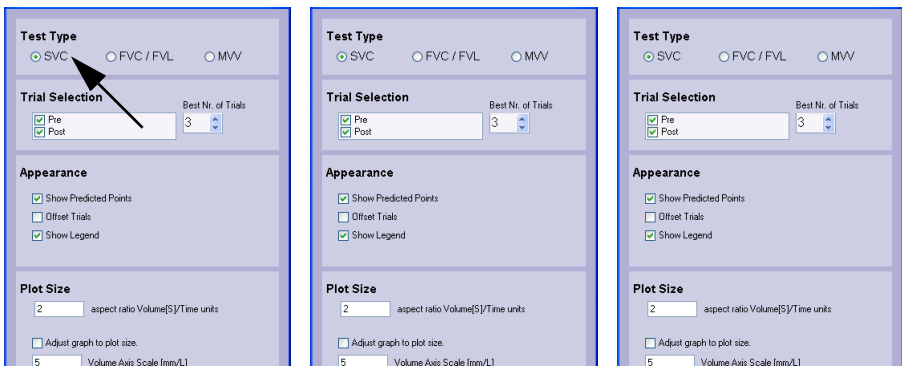 Test Type
SVC FVC / FVL MVV
Trial Selection
Best Nr. of Trials
Pre
Post
3
Appearance
Show Predicted Points
Offset Trials
Show Legend
Plot Size
2 aspect ratio Volume[S]/Time units
Adjust graph to plot size.
5 Volume Axis Scale [mm/L]
Test Type
SVC FVC / FVL MVV
Trial Selection
Best Nr. of Trials
Pre
Post
3
Appearance
Show Predicted Points
Offset Trials
Show Legend
Plot Size
2 aspect ratio Volume[S]/Time units
Adjust graph to plot size.
5 Volume Axis Scale [mm/L]
Test Type
SVC FVC / FVL MVV
Trial Selection
Best Nr. of Trials
Pre
Post
3
Appearance
Show Predicted Points
Offset Trials
Show Legend
Plot Size
2 aspect ratio Volume[S]/Time units
Adjust graph to plot size.
5 Volume Axis Scale [mm/L]